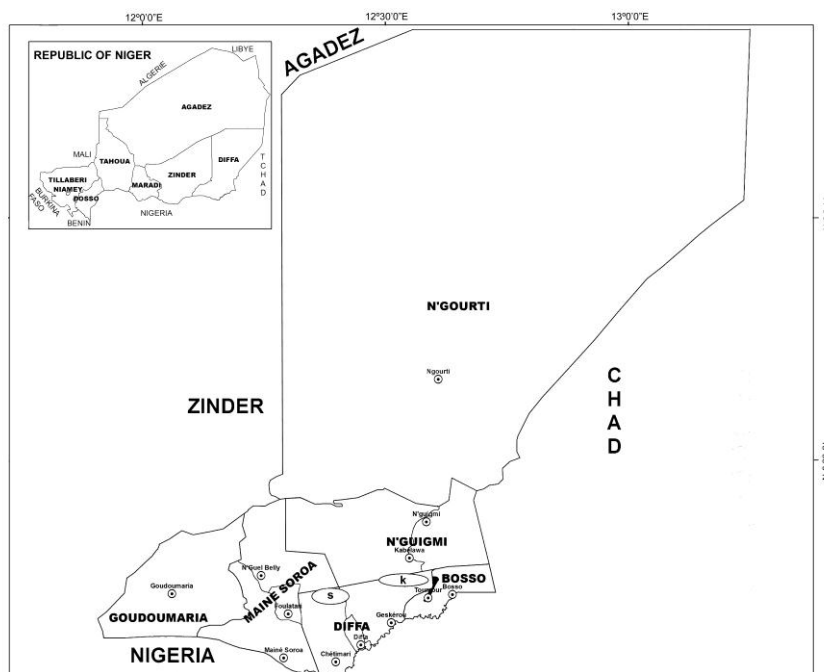 12°0'0"E
12°30'0"E
13°0'0"E
REPUBLIC OF NIGER
LIBYE
ALGERIE
AGADEZ
MALI
TAHOUA
DIFFA
TCHAD
TILLABERI
ZINDER
NIAMEY
MARADI
DOSSO
BURKINA
FASO
NIGERIA
BENIN
AGADEZ
N'GOURTI
Ngourti
ZINDER
CHAD
N'guigmi
N'GUIGMI
Kabelawa
N'Guel Belly
MAINE SOROA
k
BOSSO
Goudoumaria
s
Toumour
Bosso
Foulatari
GOUDOUMARIA
Geskérou
DIFFA
Diffa
NIGERIA
Mainé Soroa
Chétimari